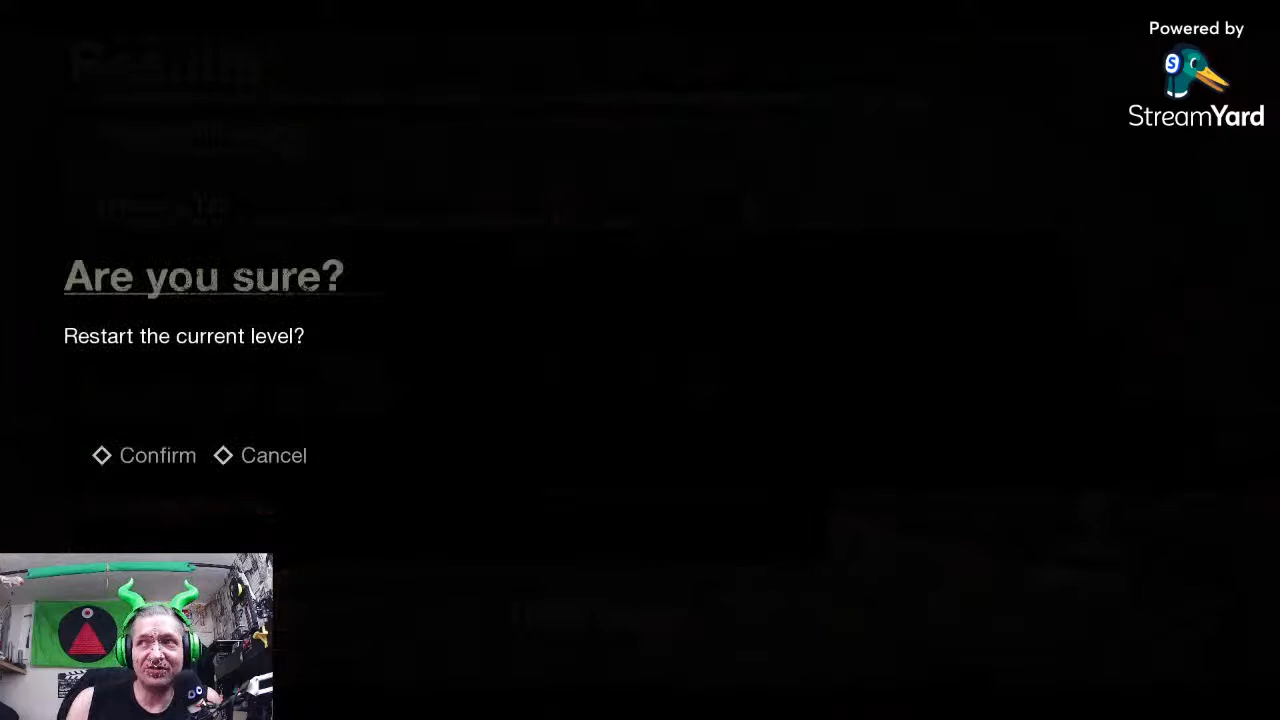 Powered by
S
StreamYard
Are you sure?
Restart the current level?
Confirm Cancel